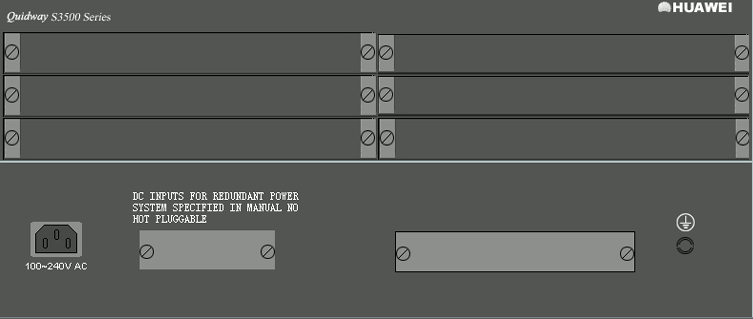 Quidway S3500 Series
HUAWEI
DC INPUTS FOR REDUNDANT POWER
SYSTEM SPECIFIED IN MANUAL NO
HOT PLUGGABLE
100~240V AC